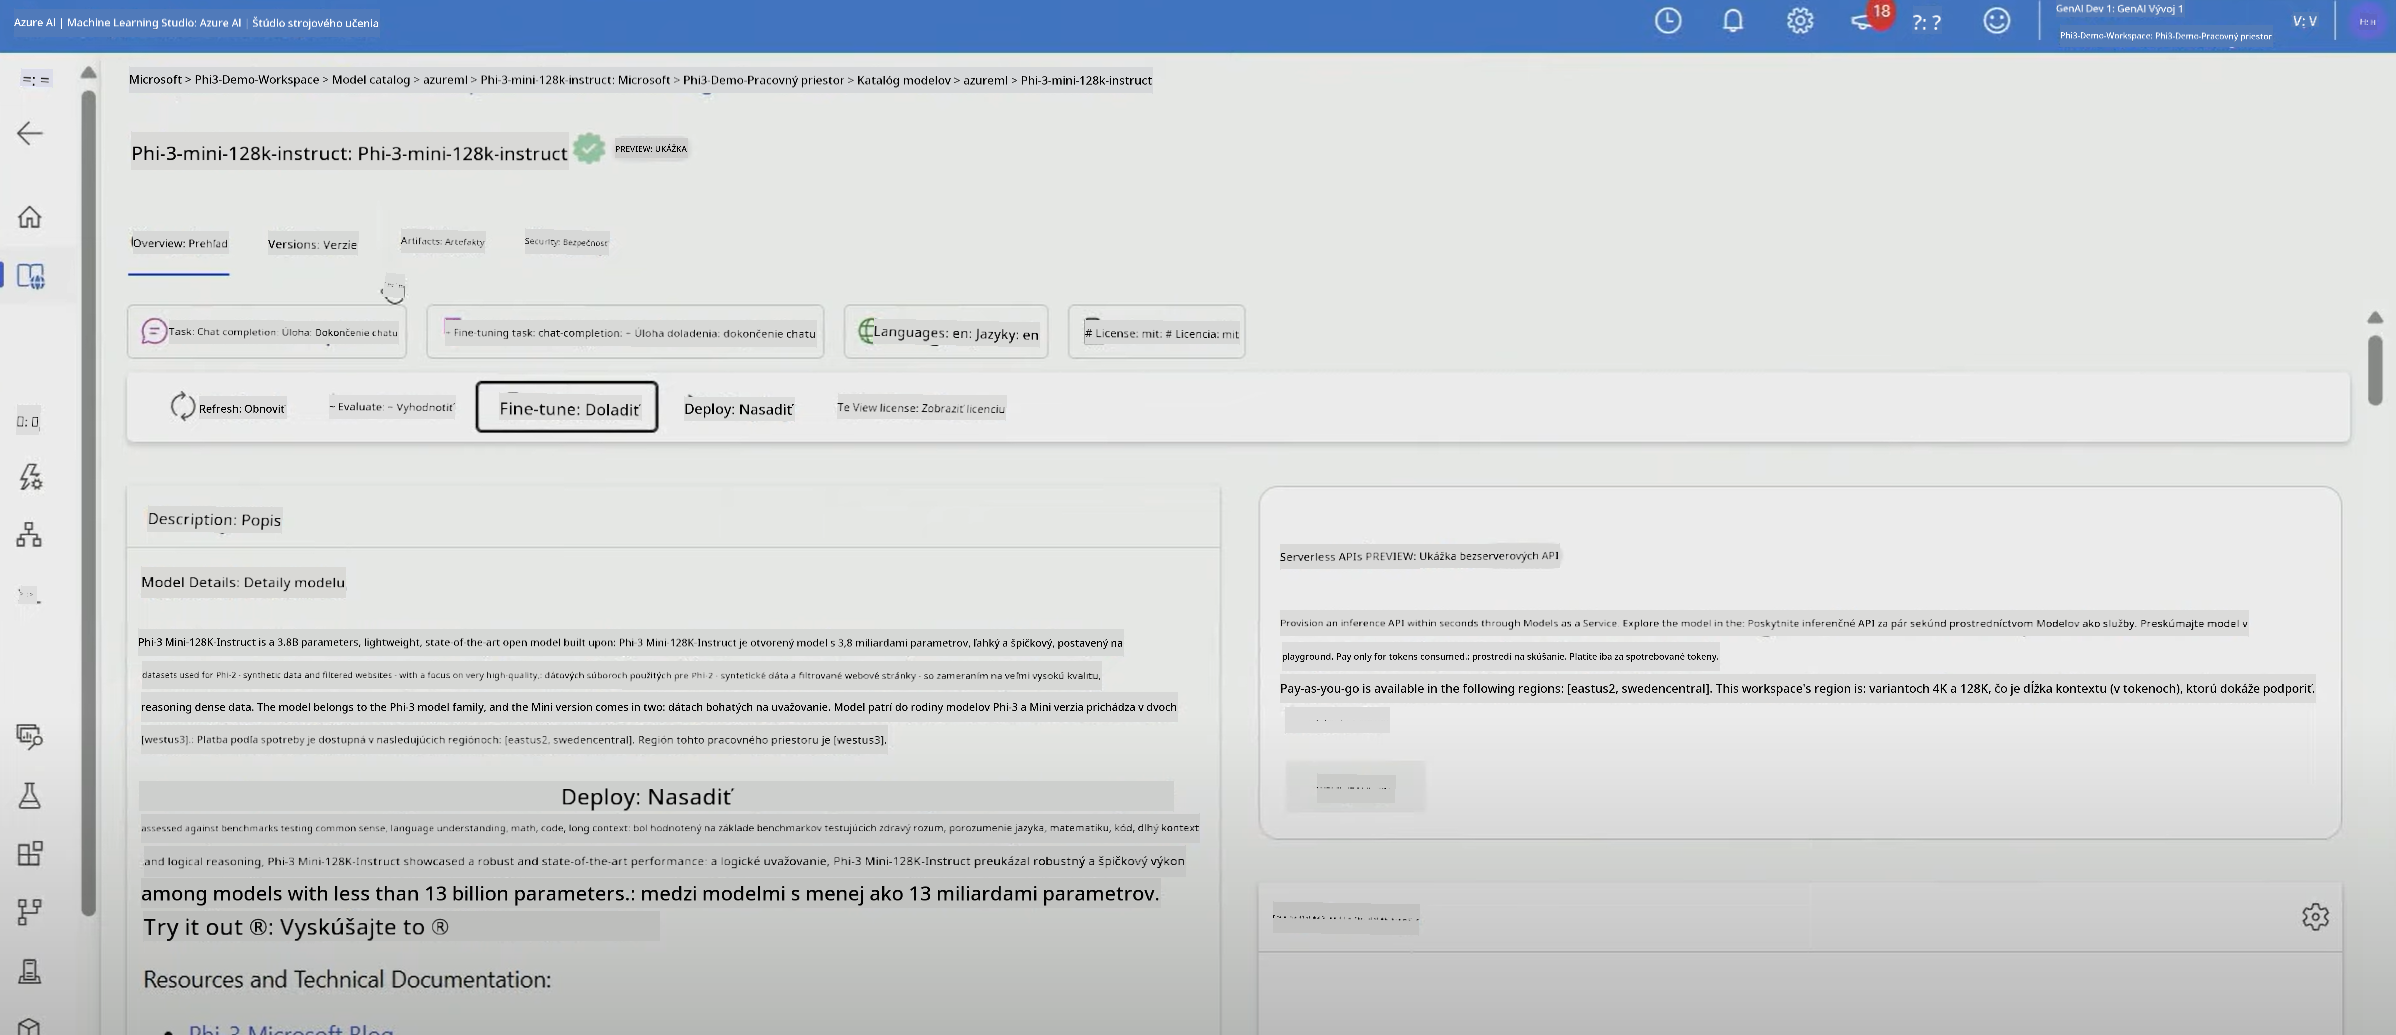 Azure AI | Machine Learning Studio: Azure AI | Štúdlo strojového učenia
18
?: ?
GenAI Dev 1: GenAI Vývoj 1
Phi3-Demo-Workspace: Phi3-Demo-Pracovný priestor
V: V
Microsoft > Phi3-Demo-Workspace > Model catalog > azureml > Phi-3-mini-128k-instruct: Microsoft > Phi3-Demo-Pracovný priestor > Katalóg modelov > azureml > Phi-3-mini-128k-instruct
Phi-3-mini-128k-instruct: Phi-3-mini-128k-instruct
PREVIEW: UKÁŽKA
Overview: Prehľad
Versions: Verzie
Artifacts: Artefakty
Security: Bezpečnosť
Task: Chat completion: Úloha: Dokončenie chatu
~ Fine-tuning task: chat-completion: ~ Úloha doladenia: dokončenie chatu
Languages: en: Jazyky: en
# License: mit: # Licencia: mit
Refresh: Obnoviť
~ Evaluate: ~ Vyhodnotiť
Fine-tune: Doladiť
Deploy: Nasadiť
Te View license: Zobraziť licenciu
Description: Popis
Model Details: Detaily modelu
Phi-3 Mini-128K-Instruct is a 3.8B parameters, lightweight, state-of-the-art open model built upon: Phi-3 Mini-128K-Instruct je otvorený model s 3,8 miliardami parametrov, ľahký a špičkový, postavený na
datasets used for Phi-2 - synthetic data and filtered websites - with a focus on very high-quality,: dátových súboroch použitých pre Phi-2 - syntetické dáta a filtrované webové stránky - so zameraním na veľmi vysokú kvalitu,
reasoning dense data. The model belongs to the Phi-3 model family, and the Mini version comes in two: dátach bohatých na uvažovanie. Model patrí do rodiny modelov Phi-3 a Mini verzia prichádza v dvoch
[westus3].: Platba podľa spotreby je dostupná v nasledujúcich regiónoch: [eastus2, swedencentral]. Región tohto pracovného priestoru je [westus3].
Deploy: Nasadiť
assessed against benchmarks testing common sense, language understanding, math, code, long context: bol hodnotený na základe benchmarkov testujúcich zdravý rozum, porozumenie jazyka, matematiku, kód, dlhý kontext
and logical reasoning, Phi-3 Mini-128K-Instruct showcased a robust and state-of-the-art performance: a logické uvažovanie, Phi-3 Mini-128K-Instruct preukázal robustný a špičkový výkon
among models with less than 13 billion parameters.: medzi modelmi s menej ako 13 miliardami parametrov.
Try it out ®: Vyskúšajte to ®
Resources and Technical Documentation:
Phi-3 Microsoft Blog
Serverless APIs PREVIEW: Ukážka bezserverových API
Provision an inference API within seconds through Models as a Service. Explore the model in the: Poskytnite inferenčné API za pár sekúnd prostredníctvom Modelov ako služby. Preskúmajte model v
playground. Pay only for tokens consumed.: prostredí na skúšanie. Platíte iba za spotrebované tokeny.
Pay-as-you-go is available in the following regions: [eastus2, swedencentral]. This workspace's region is: variantoch 4K a 128K, čo je dĺžka kontextu (v tokenoch), ktorú dokáže podporiť.